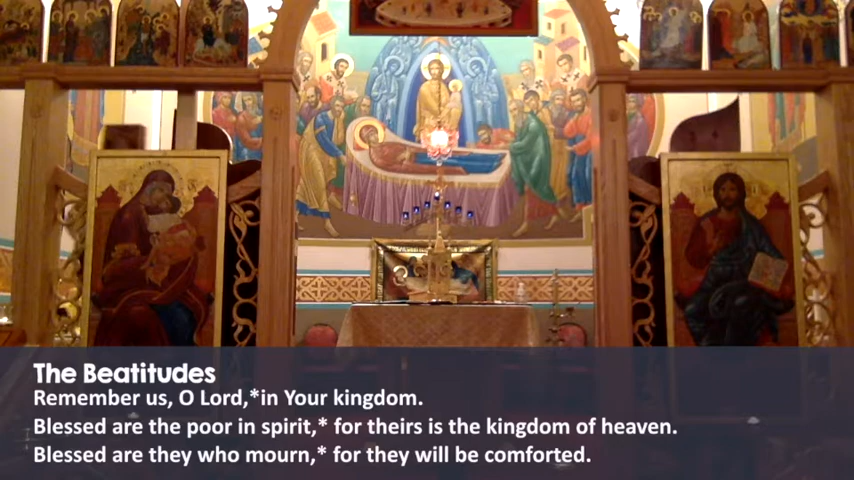 The Beatitudes
Remember us, O Lord,*in Your kingdom.
Blessed are the poor in spirit,* for theirs is the kingdom of heaven.
Blessed are they who mourn,* for they will be comforted.